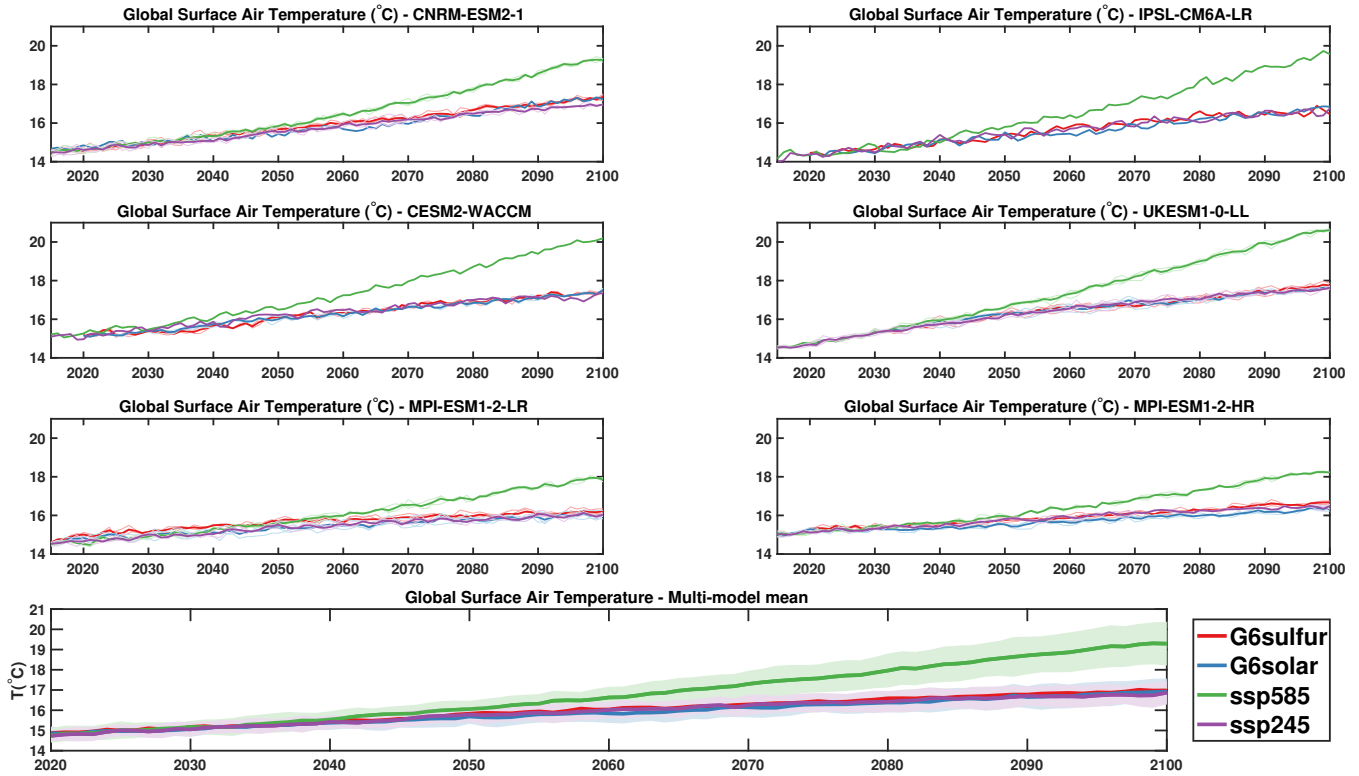 Global Surface Air Temperature (°C) - CNRM-ESM2-1
20
18
16
14
2020 2030 2040 2050 2060 2070 2080 2090 2100
Global Surface Air Temperature (°C) - IPSL-CM6A-LR
20
18
16
14
2020 2030 2040 2050 2060 2070 2080 2090 2100
Global Surface Air Temperature (°C) - CESM2-WACCM
20
18
16
14
2020 2030 2040 2050 2060 2070 2080 2090 2100
Global Surface Air Temperature (°C) - UKESM1-0-LL
20
18
16
14
2020 2030 2040 2050 2060 2070 2080 2090 2100
Global Surface Air Temperature (°C) - MPI-ESM1-2-LR
20
18
16
14
2020 2030 2040 2050 2060 2070 2080 2090 2100
Global Surface Air Temperature (°C) - MPI-ESM1-2-HR
20
18
16
14
2020 2030 2040 2050 2060 2070 2080 2090 2100
Global Surface Air Temperature - Multi-model mean
T(°C)
21
20
19
18
17
16
15
14
2020 2030 2040 2050 2060 2070 2080 2090 2100
G6sulfur
G6solar
ssp585
ssp245